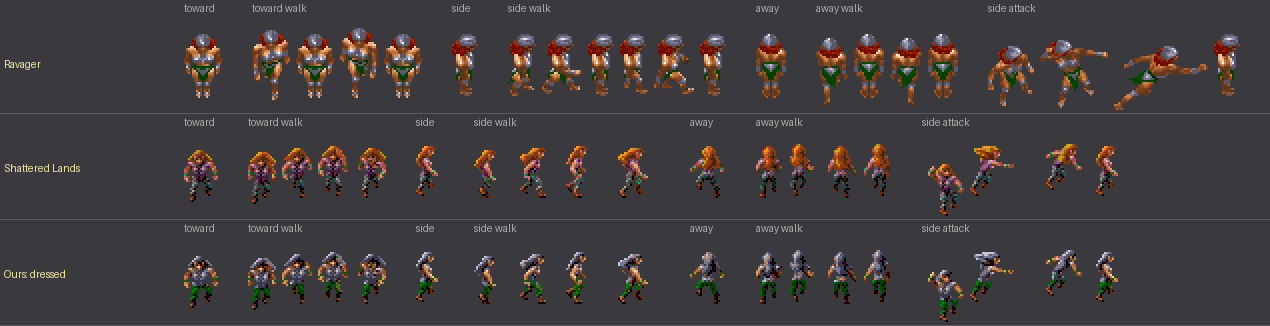 toward toward walk side side walk away away walk side attack
Ravager
toward toward walk side side walk away away walk side attack
Shattered Lands
toward toward walk side side walk away away walk side attack
Ours: dressed